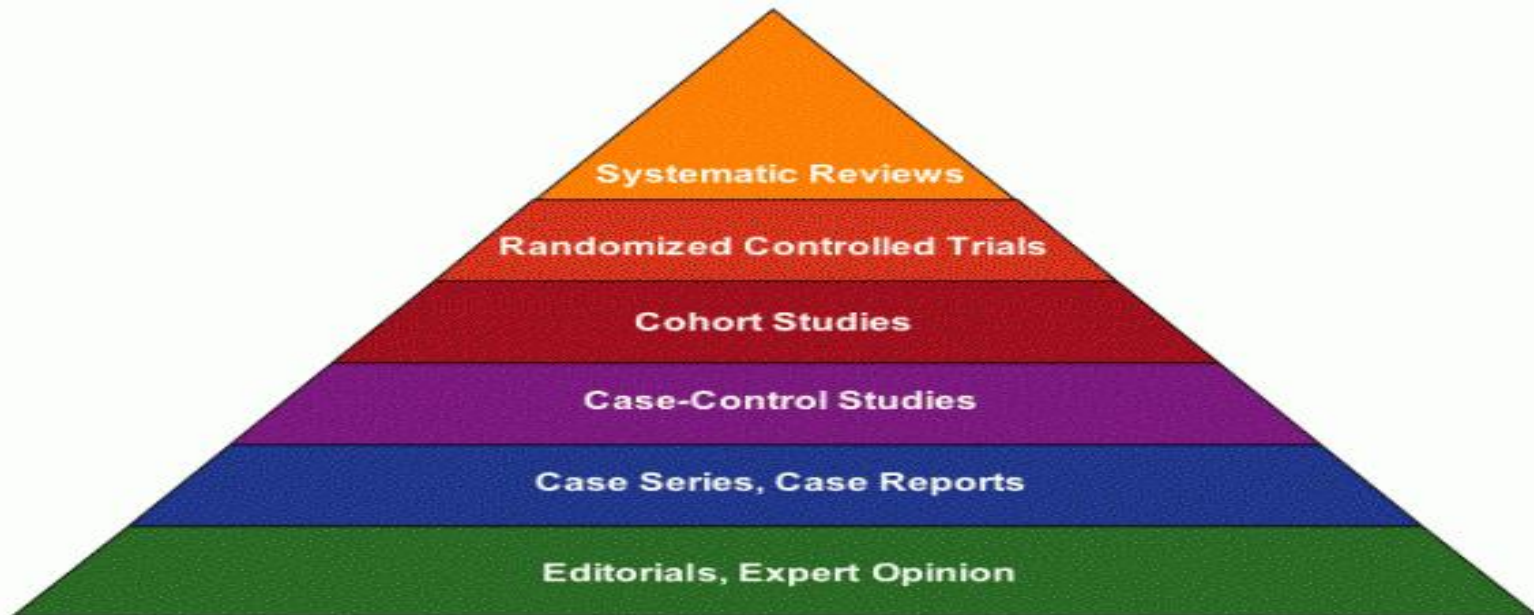 Systematic Reviews
Randomized Controlled Trials
Cohort Studies
Case-Control Studies
Case Series, Case Reports
Editorials, Expert Opinion